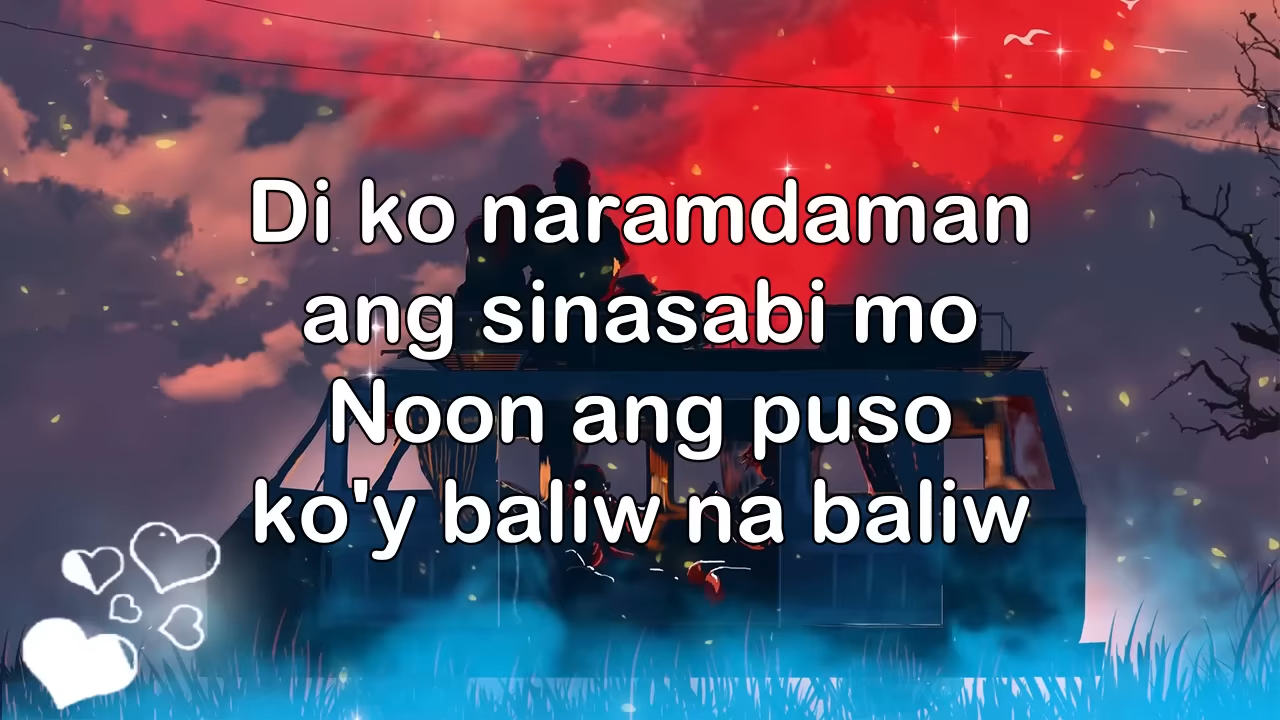 Di ko naramdaman
ang sinasabi mo
Noon ang puso
ko'y baliw na baliw